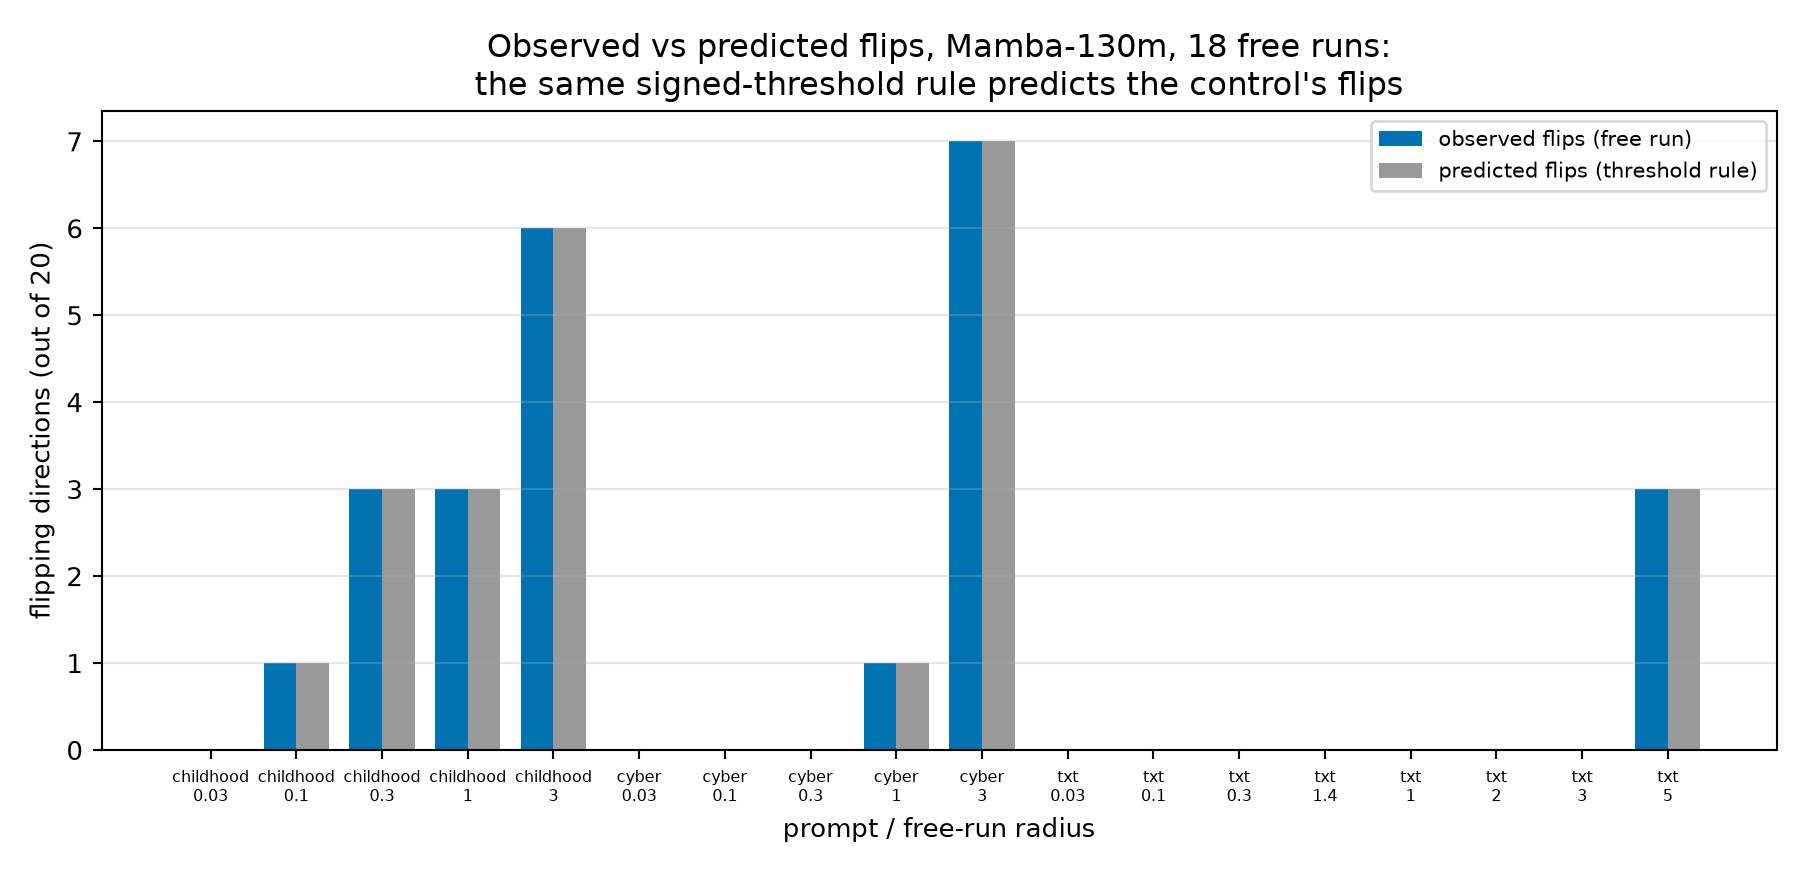 Observed vs predicted flips, Mamba-130m, 18 free runs:
the same signed-threshold rule predicts the control's flips
observed flips (free run)
predicted flips (threshold rule)
flipping directions (out of 20)
7
6
5
4
3
2
1
0
childhood childhood childhood childhood childhood cyber cyber cyber cyber cyber txt txt txt txt txt txt txt txt
0.03 0.1 0.3 1 3 0.03 0.1 0.3 1 3 0.03 0.1 0.3 1.4 1 2 3 5
prompt / free-run radius